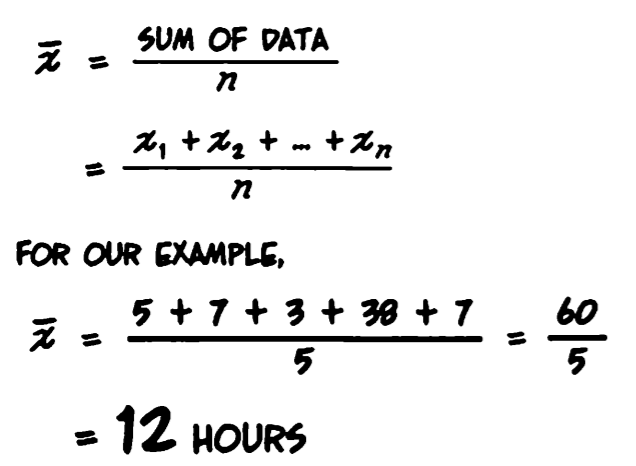 x̄ = SUM OF DATA / n
= x₁ + x₂ + … + xₙ / n
FOR OUR EXAMPLE,
x̄ = 5 + 7 + 3 + 38 + 7 / 5 = 60 / 5
= 12 HOURS